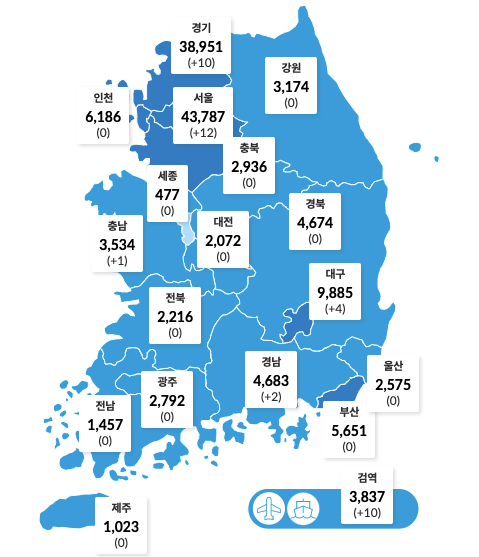 경기
38,951
(+10)
강원
3,174
(0)
인천
6,186
(0)
서울
43,787
(+12)
충북
2,936
(0)
세종
477
(0)
경북
4,674
(0)
충남
3,534
(+1)
대전
2,072
(0)
대구
9,885
(+4)
전북
2,216
(0)
경남
4,683
(+2)
울산
2,575
(0)
광주
2,792
(0)
전남
1,457
(0)
부산
5,651
(0)
검역
3,837
(+10)
제주
1,023
(0)